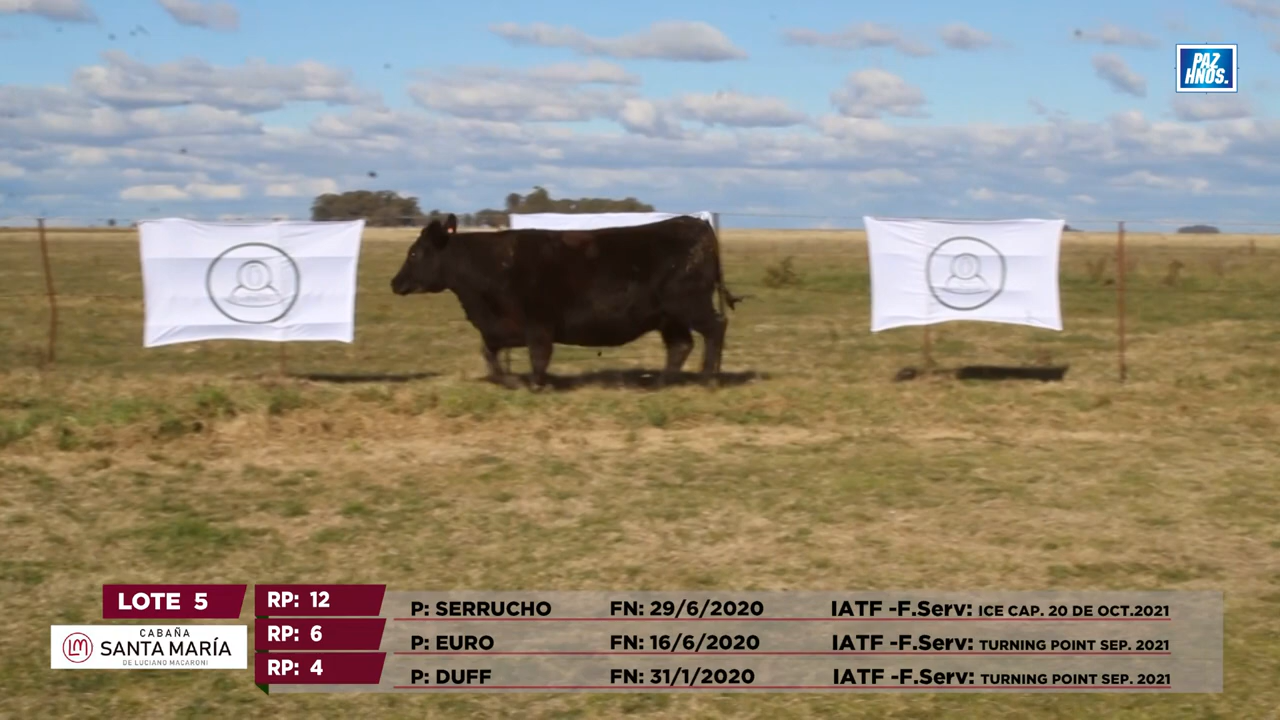 PAZ
HNOS.
LOTE 5
CABAÑA
SANTA MARÍA
DE LUCIANO MACARONI
RP: 12 P: SERRUCHO FN: 29/6/2020 IATF -F.Serv: ICE CAP. 20 DE OCT.2021
RP: 6 P: EURO FN: 16/6/2020 IATF -F.Serv: TURNING POINT SEP. 2021
RP: 4 P: DUFF FN: 31/1/2020 IATF -F.Serv: TURNING POINT SEP. 2021